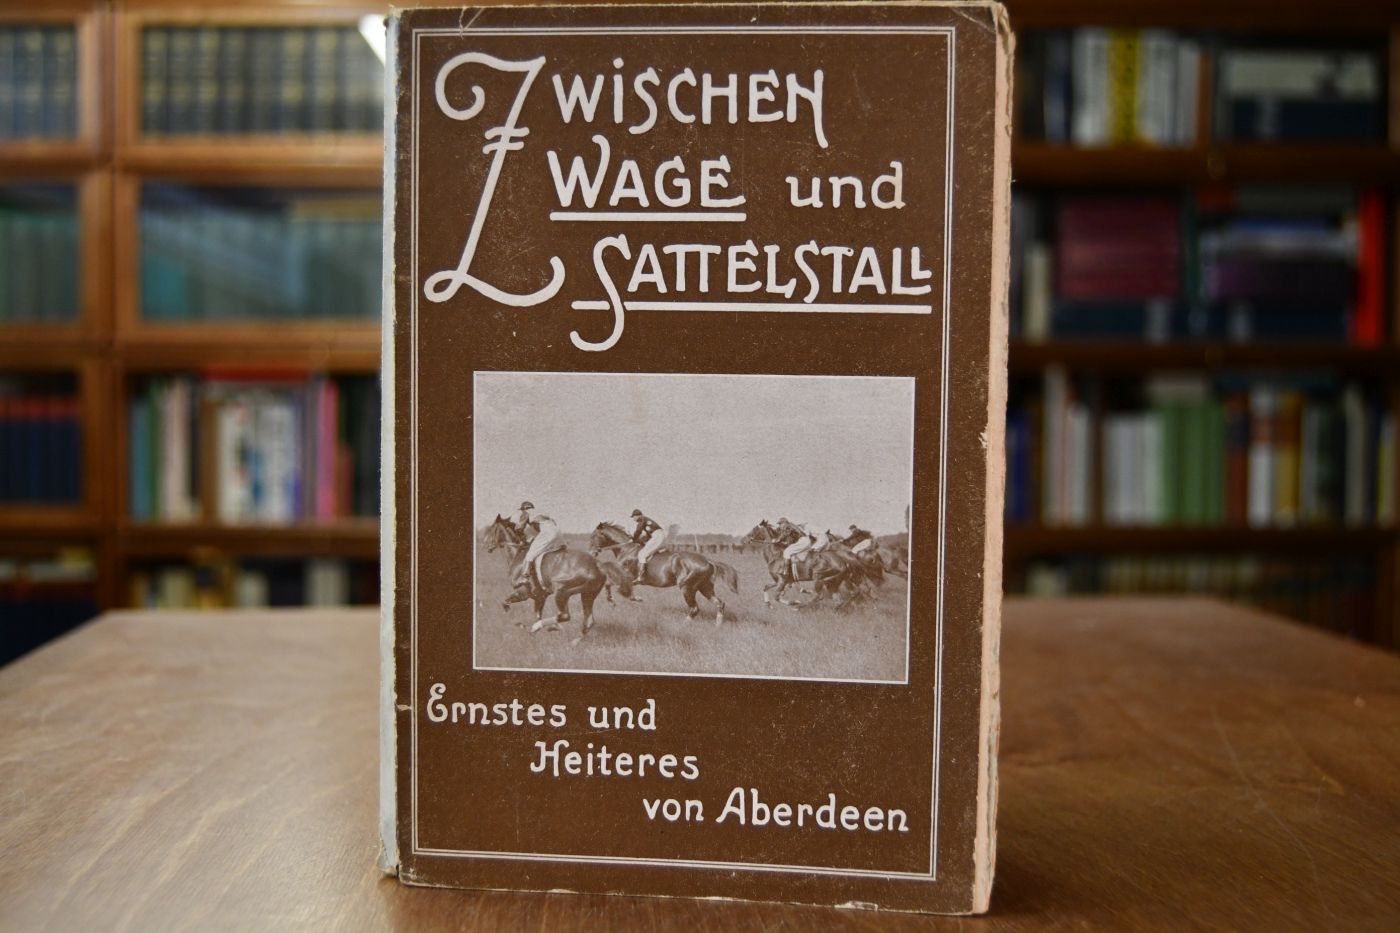 Zwischen
Wage und
Sattelstall
Ernstes und
Heiteres
von Aberdeen